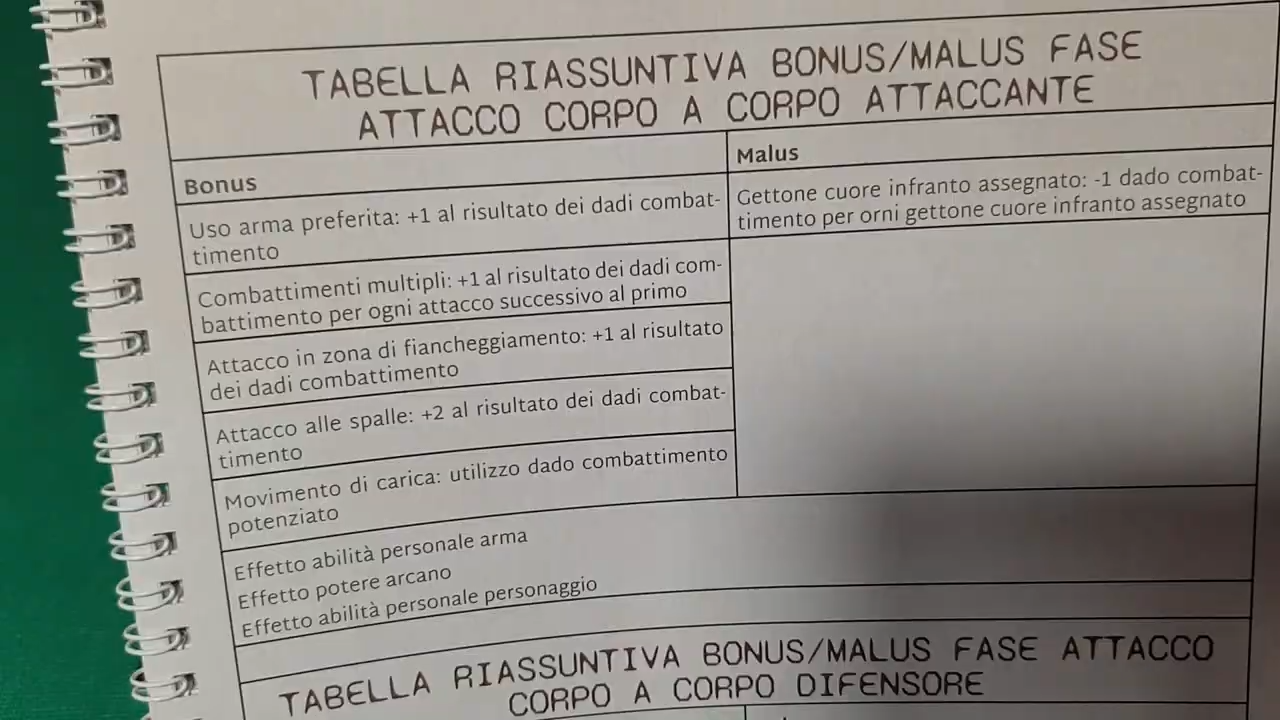 TABELLA RIASSUNTIVA BONUS/MALUS FASE
ATTACCO CORPO A CORPO ATTACCANTE
Bonus
Malus
Uso arma preferita: +1 al risultato dei dadi combat-
timento
Gettone cuore infranto assegnato: -1 dado combat-
timento per orni gettone cuore infranto assegnato
Combattimenti multipli: +1 al risultato dei dadi com-
battimento per ogni attacco successivo al primo
Attacco in zona di fiancheggiamento: +1 al risultato
dei dadi combattimento
Attacco alle spalle: +2 al risultato dei dadi combat-
timento
Movimento di carica: utilizzo dado combattimento
potenziato
Effetto abilità personale arma
Effetto potere arcano
Effetto abilità personale personaggio
TABELLA RIASSUNTIVA BONUS/MALUS FASE ATTACCO
CORPO A CORPO DIFENSORE